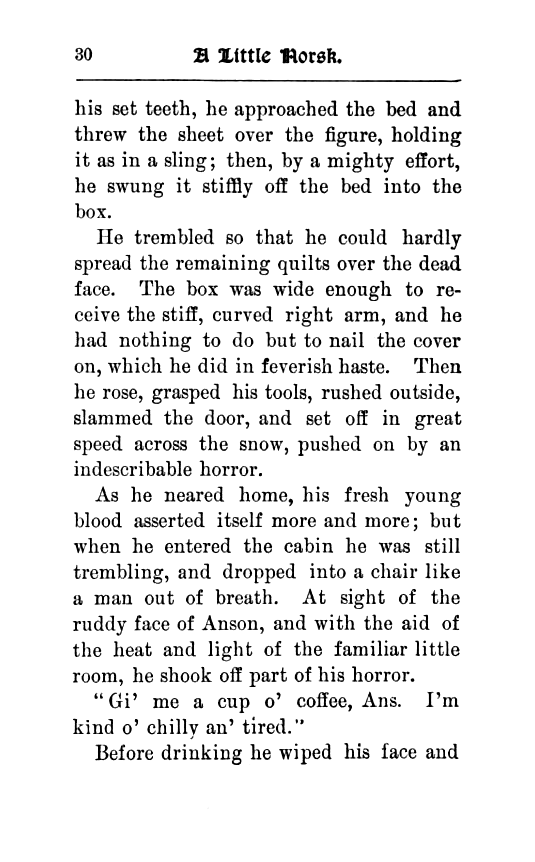 30 A Little Norsk.
his set teeth, he approached the bed and
threw the sheet over the figure, holding
it as in a sling; then, by a mighty effort,
he swung it stiffly off the bed into the
box.
He trembled so that he could hardly
spread the remaining quilts over the dead
face. The box was wide enough to re-
ceive the stiff, curved right arm, and he
had nothing to do but to nail the cover
on, which he did in feverish haste. Then
he rose, grasped his tools, rushed outside,
slammed the door, and set off in great
speed across the snow, pushed on by an
indescribable horror.
As he neared home, his fresh young
blood asserted itself more and more; but
when he entered the cabin he was still
trembling, and dropped into a chair like
a man out of breath. At sight of the
ruddy face of Anson, and with the aid of
the heat and light of the familiar little
room, he shook off part of his horror.
"Gi' me a cup o' coffee, Ans. I'm
kind o' chilly an' tired."
Before drinking he wiped his face and